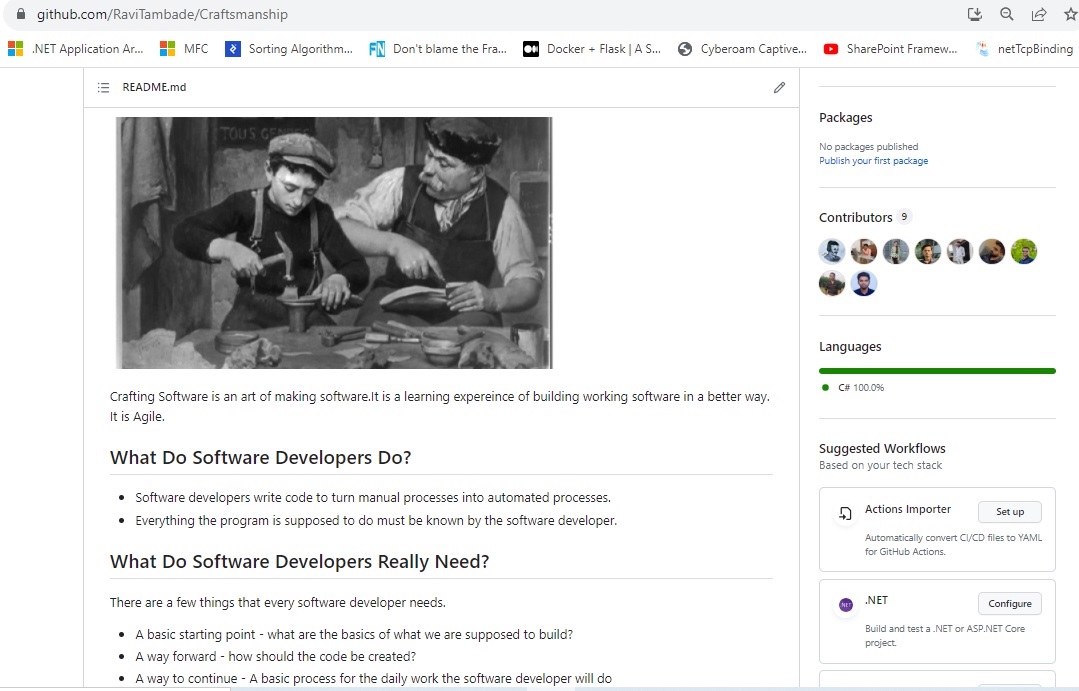 github.com/RaviTambade/Craftsmanship
.NET Application Ar...
MFC
Sorting Algorithm...
Don't blame the Fra...
Docker + Flask | A S...
Cyberoam Captive...
SharePoint Framew...
netTcpBinding
README.md
TOUS GENRES
Crafting Software is an art of making software.It is a learning expereince of building working software in a better way.
It is Agile.
What Do Software Developers Do?
Software developers write code to turn manual processes into automated processes.
Everything the program is supposed to do must be known by the software developer.
What Do Software Developers Really Need?
There are a few things that every software developer needs.
A basic starting point - what are the basics of what we are supposed to build?
A way forward - how should the code be created?
A way to continue - A basic process for the daily work the software developer will do
Packages
No packages published
Publish your first package
Contributors 9
Languages
C# 100.0%
Suggested Workflows
Based on your tech stack
Actions Importer
Set up
Automatically convert CI/CD files to YAML
for GitHub Actions.
.NET
.NET
Configure
Build and test a .NET or ASP.NET Core
project.